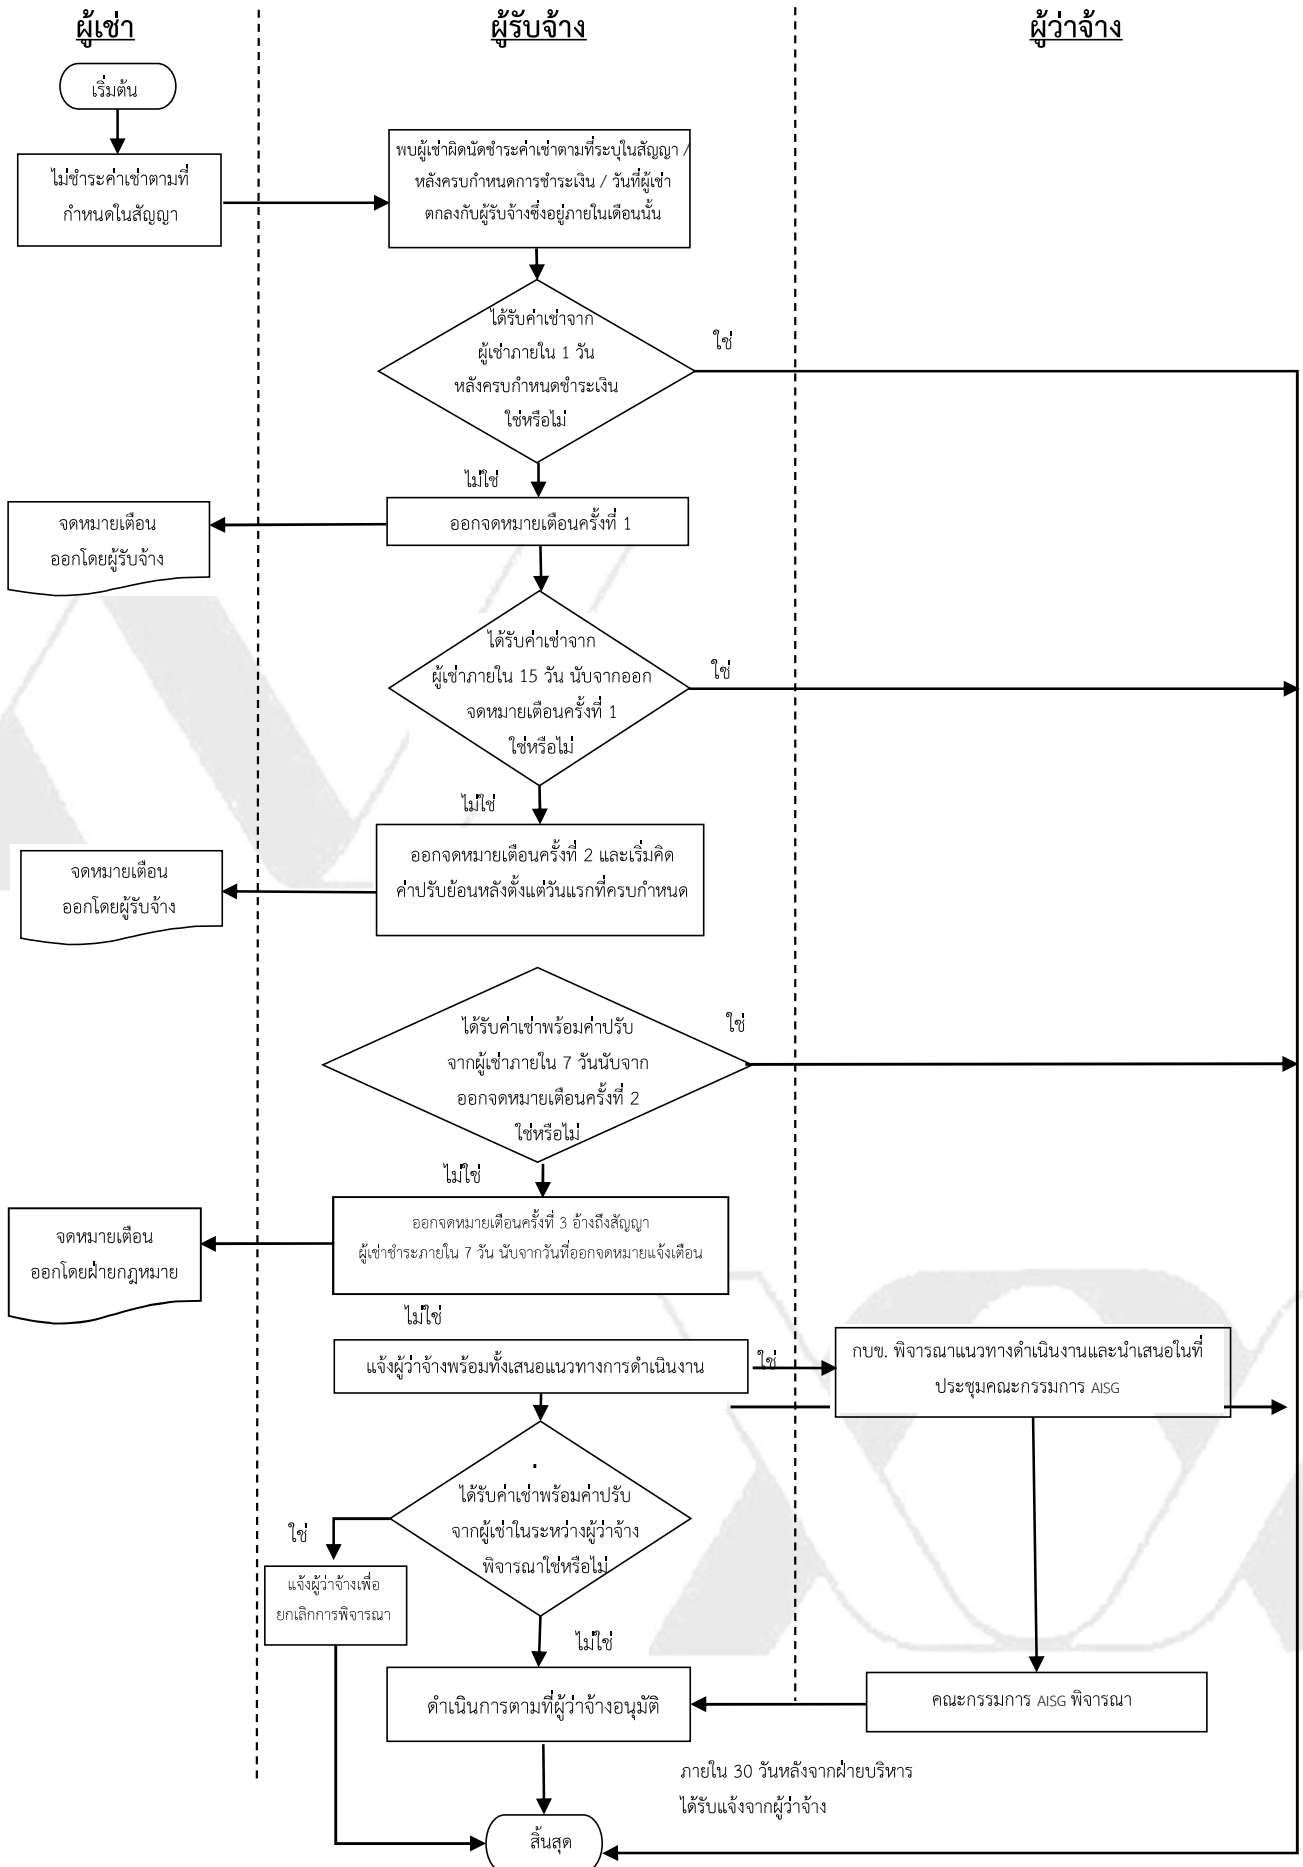 ผู้เช่า
ผู้รับจ้าง
ผู้ว่าจ้าง
เริ่มต้น
ไม่ชำระค่าเช่าตามที่
กำหนดในสัญญา
พบผู้เช่าผิดนัดชำระค่าเช่าตามที่ระบุในสัญญา /
หลังครบกำหนดการชำระเงิน / วันที่ผู้เช่า
ตกลงกับผู้รับจ้างซึ่งอยู่ภายในเดือนนั้น
ได้รับค่าเช่าจาก
ผู้เช่าภายใน 1 วัน
หลังครบกำหนดชำระเงิน
ใช่หรือไม่
ใช่
ไม่ใช่
ออกจดหมายเตือนครั้งที่ 1
จดหมายเตือน
ออกโดยผู้รับจ้าง
ได้รับค่าเช่าจาก
ผู้เช่าภายใน 15 วัน นับจากออก
จดหมายเตือนครั้งที่ 1
ใช่หรือไม่
ใช่
ไม่ใช่
ออกจดหมายเตือนครั้งที่ 2 และเริ่มคิด
ค่าปรับย้อนหลังตั้งแต่วันแรกที่ครบกำหนด
จดหมายเตือน
ออกโดยผู้รับจ้าง
ได้รับค่าเช่าพร้อมค่าปรับ
จากผู้เช่าภายใน 7 วันนับจาก
ออกจดหมายเตือนครั้งที่ 2
ใช่หรือไม่
ใช่
ไม่ใช่
ออกจดหมายเตือนครั้งที่ 3 อ้างถึงสัญญา
ผู้เช่าชำระภายใน 7 วัน นับจากวันที่ออกจดหมายแจ้งเตือน
จดหมายเตือน
ออกโดยฝ่ายกฎหมาย
ไม่ใช่
แจ้งผู้ว่าจ้างพร้อมทั้งเสนอแนวทางการดำเนินงาน
ใช่
กบข. พิจารณาแนวทางดำเนินงานและนำเสนอในที่
ประชุมคณะกรรมการ AISG
.
ได้รับค่าเช่าพร้อมค่าปรับ
จากผู้เช่าในระหว่างผู้ว่าจ้าง
พิจารณาใช่หรือไม่
ใช่
แจ้งผู้ว่าจ้างเพื่อ
ยกเลิกการพิจารณา
ไม่ใช่
ดำเนินการตามที่ผู้ว่าจ้างอนุมัติ
คณะกรรมการ AISG พิจารณา
ภายใน 30 วันหลังจากฝ่ายบริหาร
ได้รับแจ้งจากผู้ว่าจ้าง
สิ้นสุด